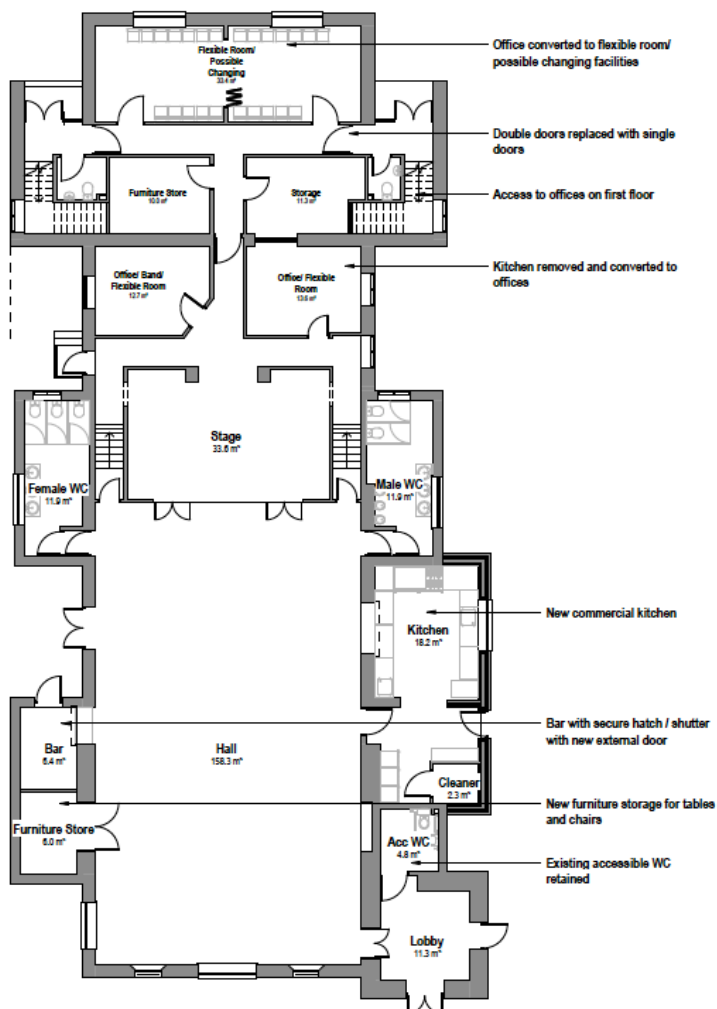 Flexible Room/
Possible
Changing
33.4 m²
Office converted to flexible room/
possible changing facilities
Double doors replaced with single
doors
Furniture Store
10.0 m²
Storage
11.3 m²
Access to offices on first floor
Office/ Band/
Flexible Room
12.7 m²
Office/ Flexible
Room
13.6 m²
Kitchen removed and converted to
offices
Stage
33.6 m²
Female WC
11.9 m²
Male WC
11.9 m²
Kitchen
18.2 m²
New commercial kitchen
Bar
6.4 m²
Hall
158.3 m²
Bar with secure hatch / shutter
with new external door
Cleaner
2.3 m²
New furniture storage for tables
and chairs
Furniture Store
6.0 m²
Acc WC
4.8 m²
Existing accessible WC
retained
Lobby
11.3 m²